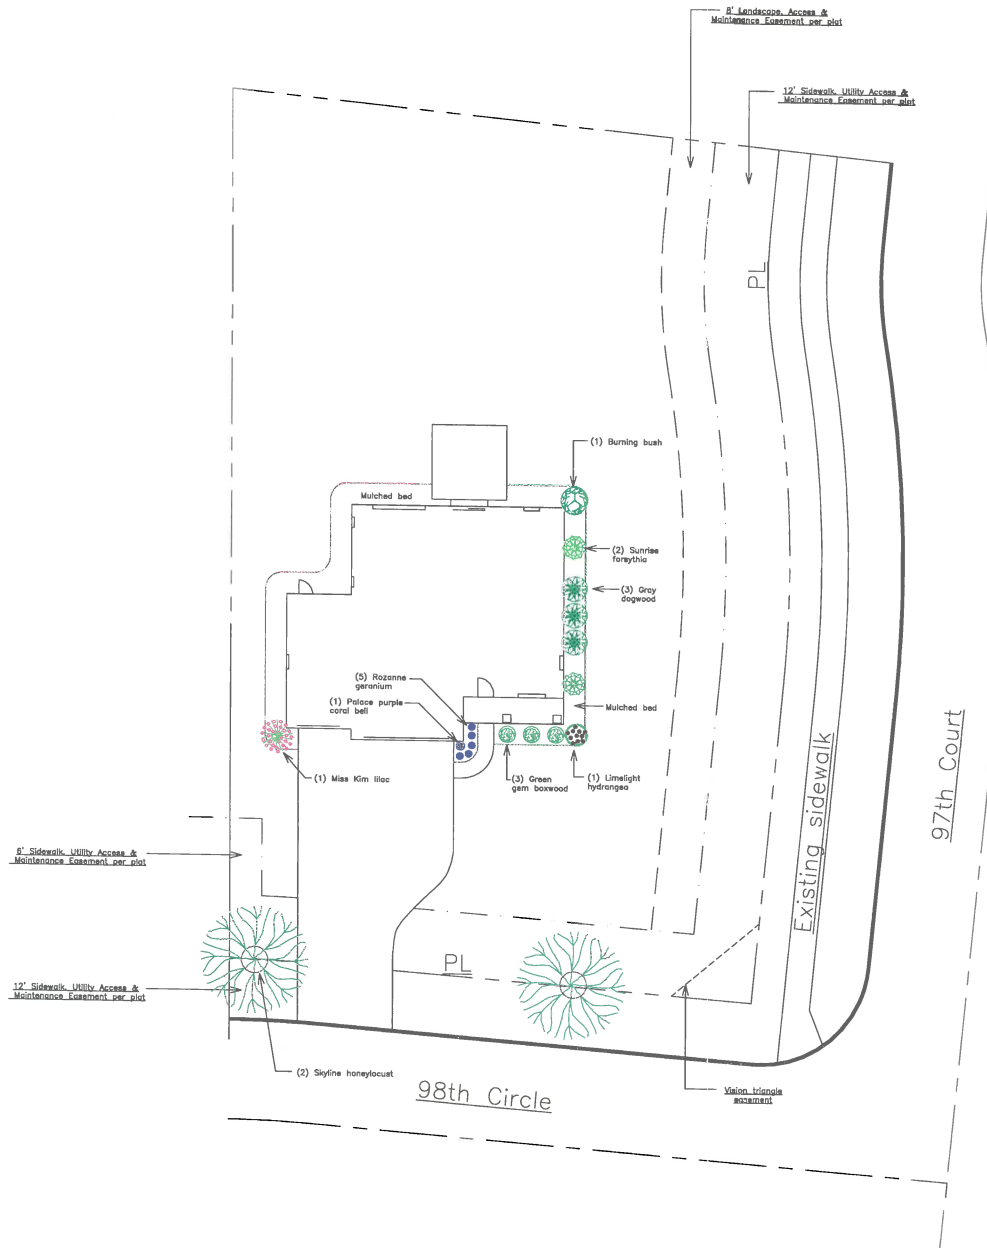 8' Landscape, Access &
Maintenance Easement per plat
12' Sidewalk, Utility Access &
Maintenance Easement per plat
PL
(1) Burning bush
Mulched bed
(2) Sunrise
forsythia
(3) Gray
dogwood
(5) Rozanne
geranium
(1) Palace purple
coral bell
Mulched bed
(1) Miss Kim lilac
(3) Green
gem boxwood
(1) Limelight
hydrangea
97th Court
Existing sidewalk
6' Sidewalk, Utility Access &
Maintenance Easement per plat
PL
12' Sidewalk, Utility Access &
Maintenance Easement per plat
(2) Skyline honeylocust
98th Circle
Vision triangle
easement